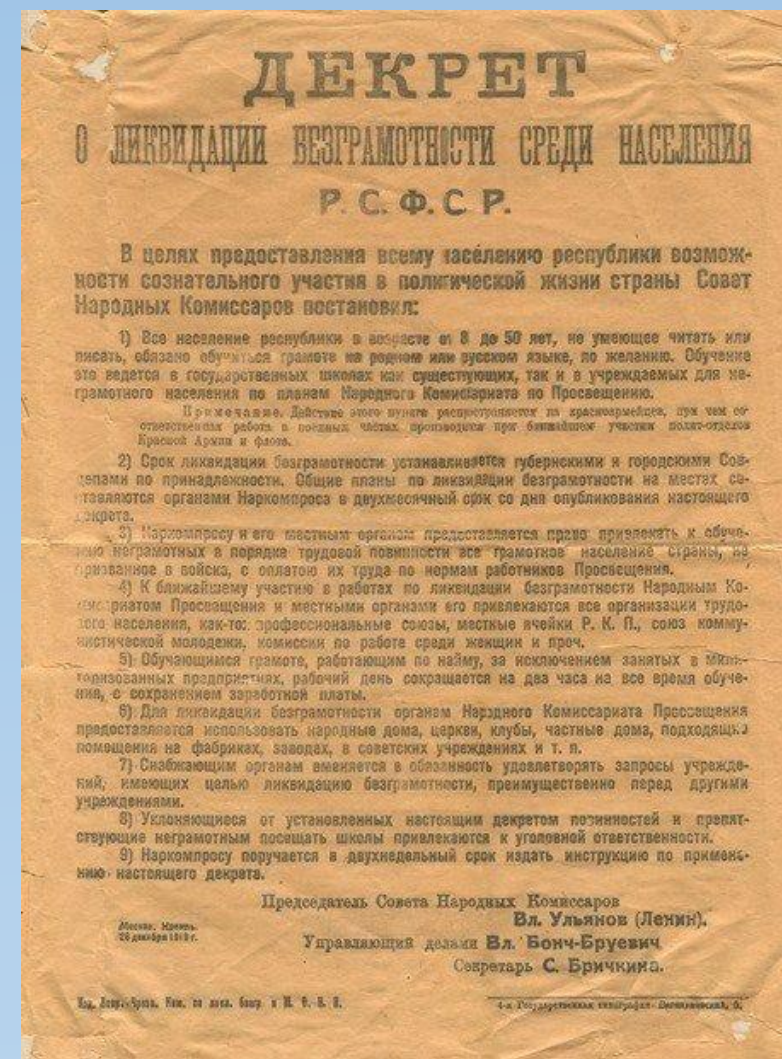 ДЕКРЕТ
О ЛИКВИДАЦИИ БЕЗГРАМОТНОСТИ СРЕДИ НАСЕЛЕНИЯ
Р. С. Ф. С Р.
В целях предоставления всему населению республики возмож-
ности сознательного участия в политической жизни страны Совет
Народных Комиссаров постановил:
1) Все население республики в возрасте от 8 до 50 лет, не умеющее читать или
писать, обязано обучиться грамоте на родном или русском языке, по желанию. Обучение
это ведется в государственных школах как существующих, так и в учреждаемых для не-
грамотного населения по планам Народного Комиссариата по Просвещению.
Примечание. Действие этого пункта распространяется на красноармейцев, при чем со-
ответственная работа в военных частях производится при ближайшем участии полит-отделов
Красной Армии и флота.
2) Срок ликвидации безграмотности устанавливается губернскими и городскими Сов-
депами по принадлежности. Общие планы по ликвидации безграмотности на местах со-
ставляются органами Наркомпроса в двухмесячный срок со дня опубликования настоящего
декрета.
3) Наркомпросу и его местным органам предоставляется право привлекать к обуче-
нию неграмотных в порядке трудовой повинности все грамотное население страны, не
призванное в войска, с оплатою их труда по нормам работников Просвещения.
4) К ближайшему участию в работах по ликвидации безграмотности Народным Ко-
миссариатом Просвещения и местными органами его привлекаются все организации трудо-
вого населения, как-то: профессиональные союзы, местные ячейки Р. К. П., союз комму-
нистической молодежи, комиссии по работе среди женщин и проч.
5) Обучающимся грамоте, работающим по найму, за исключением занятых в мили-
торизованных предприятиях, рабочий день сокращается на два часа на все время обуче-
ния, с сохранением заработной платы.
6) Для ликвидации безграмотности органам Народного Комиссариата Просвещения
предоставляется использовать народные дома, церкви, клубы, частные дома, подходящие
помещения на фабриках, заводах, в советских учреждениях и т. п.
7) Снабжающим органам вменяется в обязанность удовлетворять запросы учрежде-
ний, имеющих целью ликвидацию безграмотности, преимущественно перед другими
учреждениями.
8) Уклоняющиеся от установленных настоящим декретом повинностей и препят-
ствующие неграмотным посещать школы привлекаются к уголовной ответственности.
9) Наркомпросу поручается в двухнедельный срок издать инструкцию по примене-
нию настоящего декрета.
Председатель Совета Народных Комиссаров
Вл. Ульянов (Ленин).
Москва, Кремль.
26 декабря 1919 г.
Управляющий делами Вл. Бонч-Бруевич
Секретарь С. Бричкина.
Ком. по
4-я Государственная типография